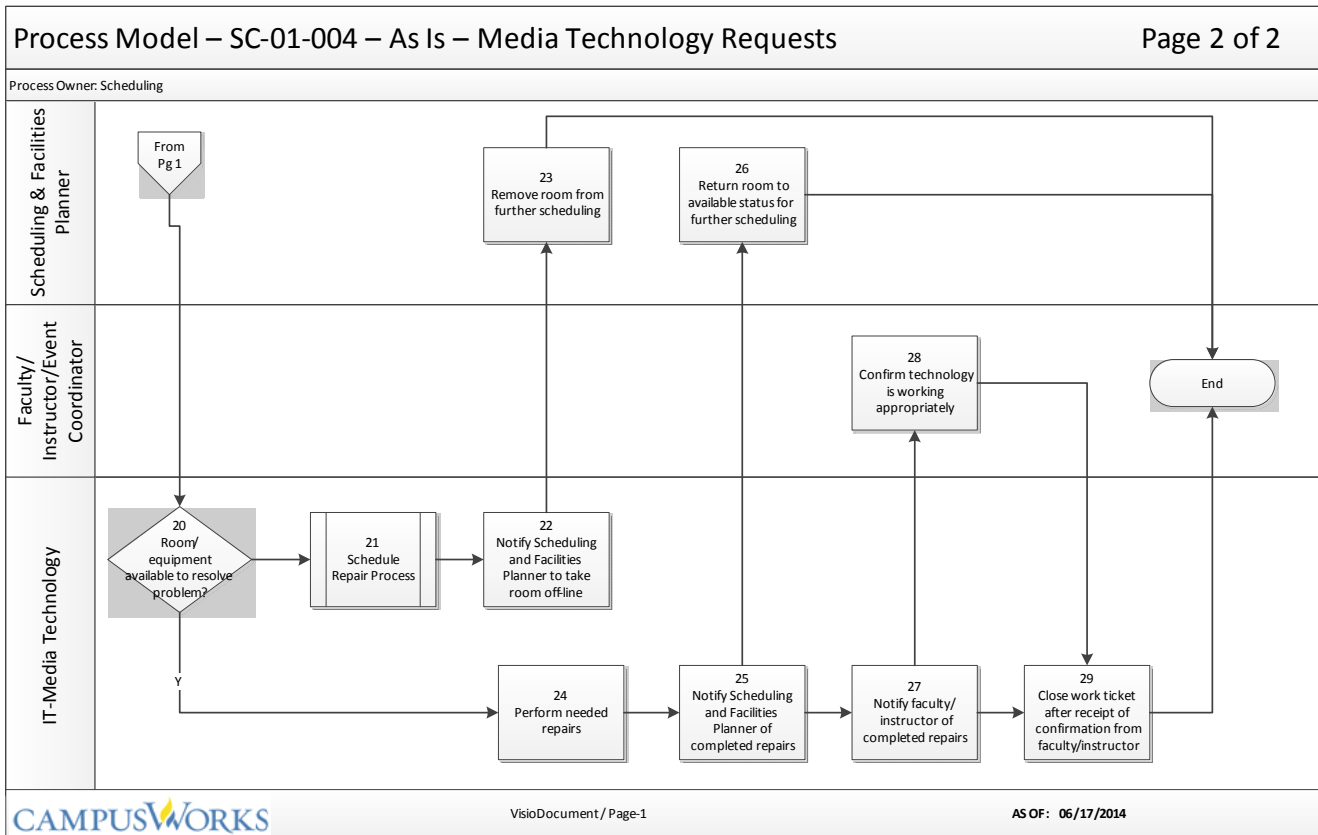 Process Model – SC-01-004 – As Is – Media Technology Requests
Page 2 of 2
Process Owner: Scheduling
Scheduling & Facilities
Planner
From
Pg 1
23
Remove room from
further scheduling
26
Return room to
available status for
further scheduling
Faculty/
Instructor/Event
Coordinator
28
Confirm technology
is working
appropriately
End
IT-Media Technology
20
Room/
equipment
available to resolve
problem?
21
Schedule
Repair Process
22
Notify Scheduling
and Facilities
Planner to take
room off-line
Y
24
Perform needed
repairs
25
Notify Scheduling
and Facilities
Planner of
completed repairs
27
Notify faculty/
instructor of
completed repairs
29
Close work ticket
after receipt of
confirmation from
faculty/instructor
CAMPUSWORKS
VisioDocument / Page-1
AS OF: 06/17/2014